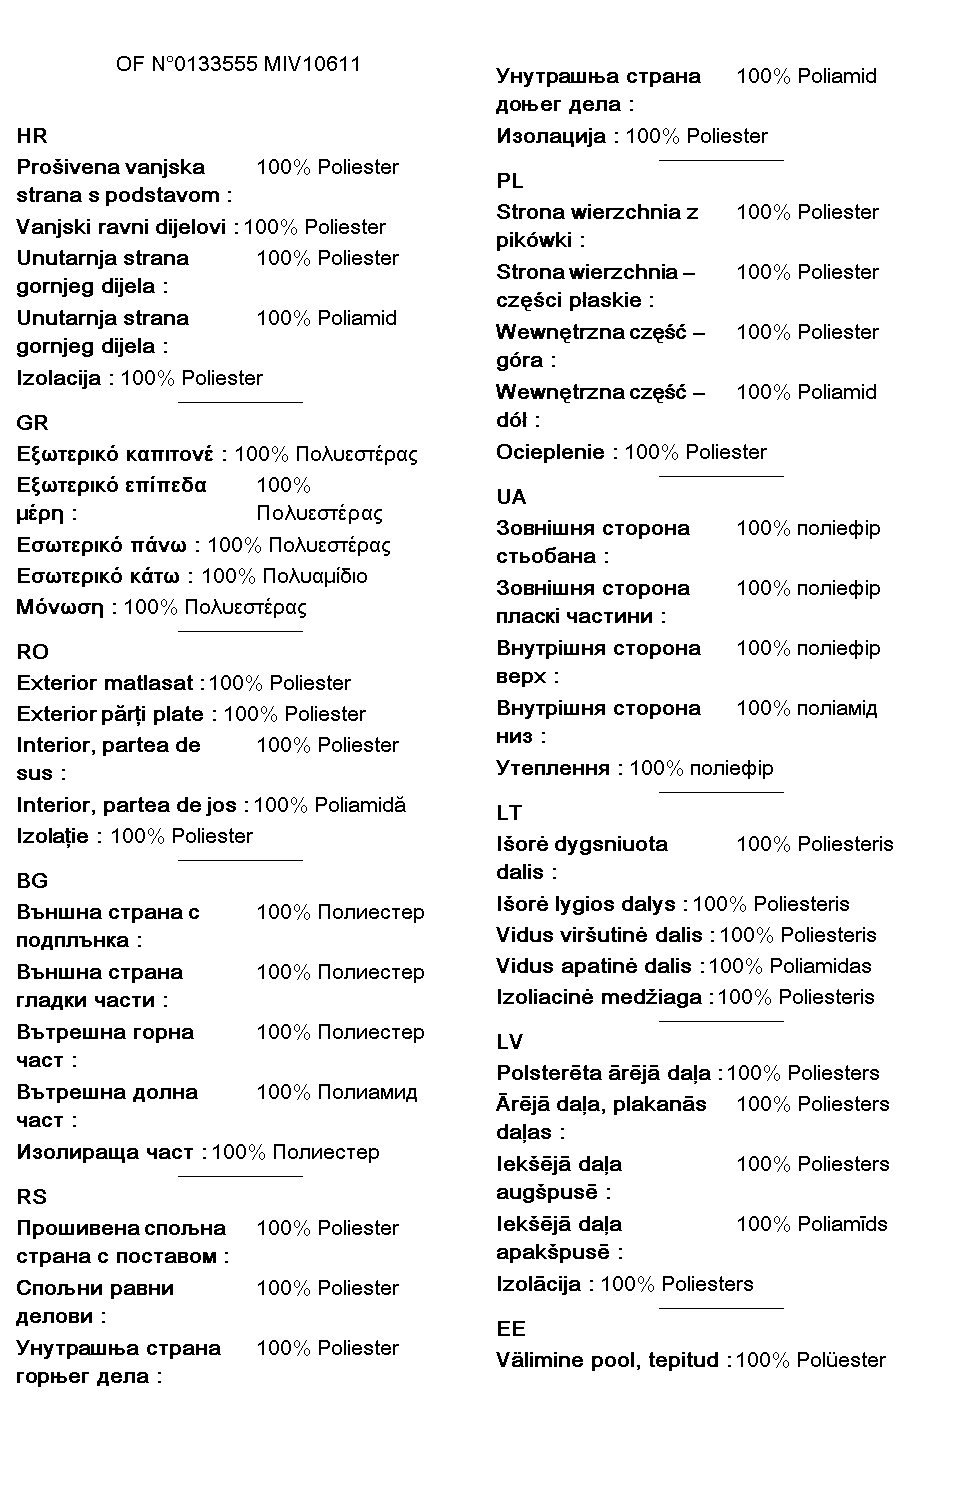 OF N°0133555 MIV10611
HR
Prošivena vanjska 100% Poliester
strana s podstavom :
Vanjski ravni dijelovi : 100% Poliester
Unutarnja strana 100% Poliester
gornjeg dijela :
Unutarnja strana 100% Poliamid
gornjeg dijela :
Izolacija : 100% Poliester
GR
Εξωτερικό καπιτονέ : 100% Πολυεστέρας
Εξωτερικό επίπεδα 100%
μέρη : Πολυεστέρας
Εσωτερικό πάνω : 100% Πολυεστέρας
Εσωτερικό κάτω : 100% Πολυαμίδιο
Μόνωση : 100% Πολυεστέρας
RO
Exterior matlasat : 100% Poliester
Exterior părți plate : 100% Poliester
Interior, partea de 100% Poliester
sus :
Interior, partea de jos : 100% Poliamidă
Izolație : 100% Poliester
BG
Външна страна с 100% Полиестер
подплънка :
Външна страна 100% Полиестер
гладки части :
Вътрешна горна 100% Полиестер
част :
Вътрешна долна 100% Полиамид
част :
Изолираща част : 100% Полиестер
RS
Прошивена спољна 100% Poliester
страна с поставом :
Спољни равни 100% Poliester
делови :
Унутрашња страна 100% Poliester
горњег дела :
Унутрашња страна 100% Poliamid
доњег дела :
Изолација : 100% Poliester
PL
Strona wierzchnia z 100% Poliester
pikówki :
Strona wierzchnia – 100% Poliester
części płaskie :
Wewnętrzna część – 100% Poliester
góra :
Wewnętrzna część – 100% Poliamid
dół :
Ocieplenie : 100% Poliester
UA
Зовнішня сторона 100% поліефір
стьобана :
Зовнішня сторона 100% поліефір
пласкі частини :
Внутрішня сторона 100% поліефір
верх :
Внутрішня сторона 100% поліамід
низ :
Утеплення : 100% поліефір
LT
Išorė dygsniuota 100% Poliesteris
dalis :
Išorė lygios dalys : 100% Poliesteris
Vidus viršutinė dalis : 100% Poliesteris
Vidus apatinė dalis : 100% Poliamidas
Izoliacinė medžiaga : 100% Poliesteris
LV
Polsterēta ārējā daļa : 100% Poliesters
Ārējā daļa, plakanās 100% Poliesters
daļas :
Iekšējā daļa 100% Poliesters
augšpusē :
Iekšējā daļa 100% Poliamīds
apakšpusē :
Izolācija : 100% Poliesters
EE
Välimine pool, tepitud : 100% Polüester